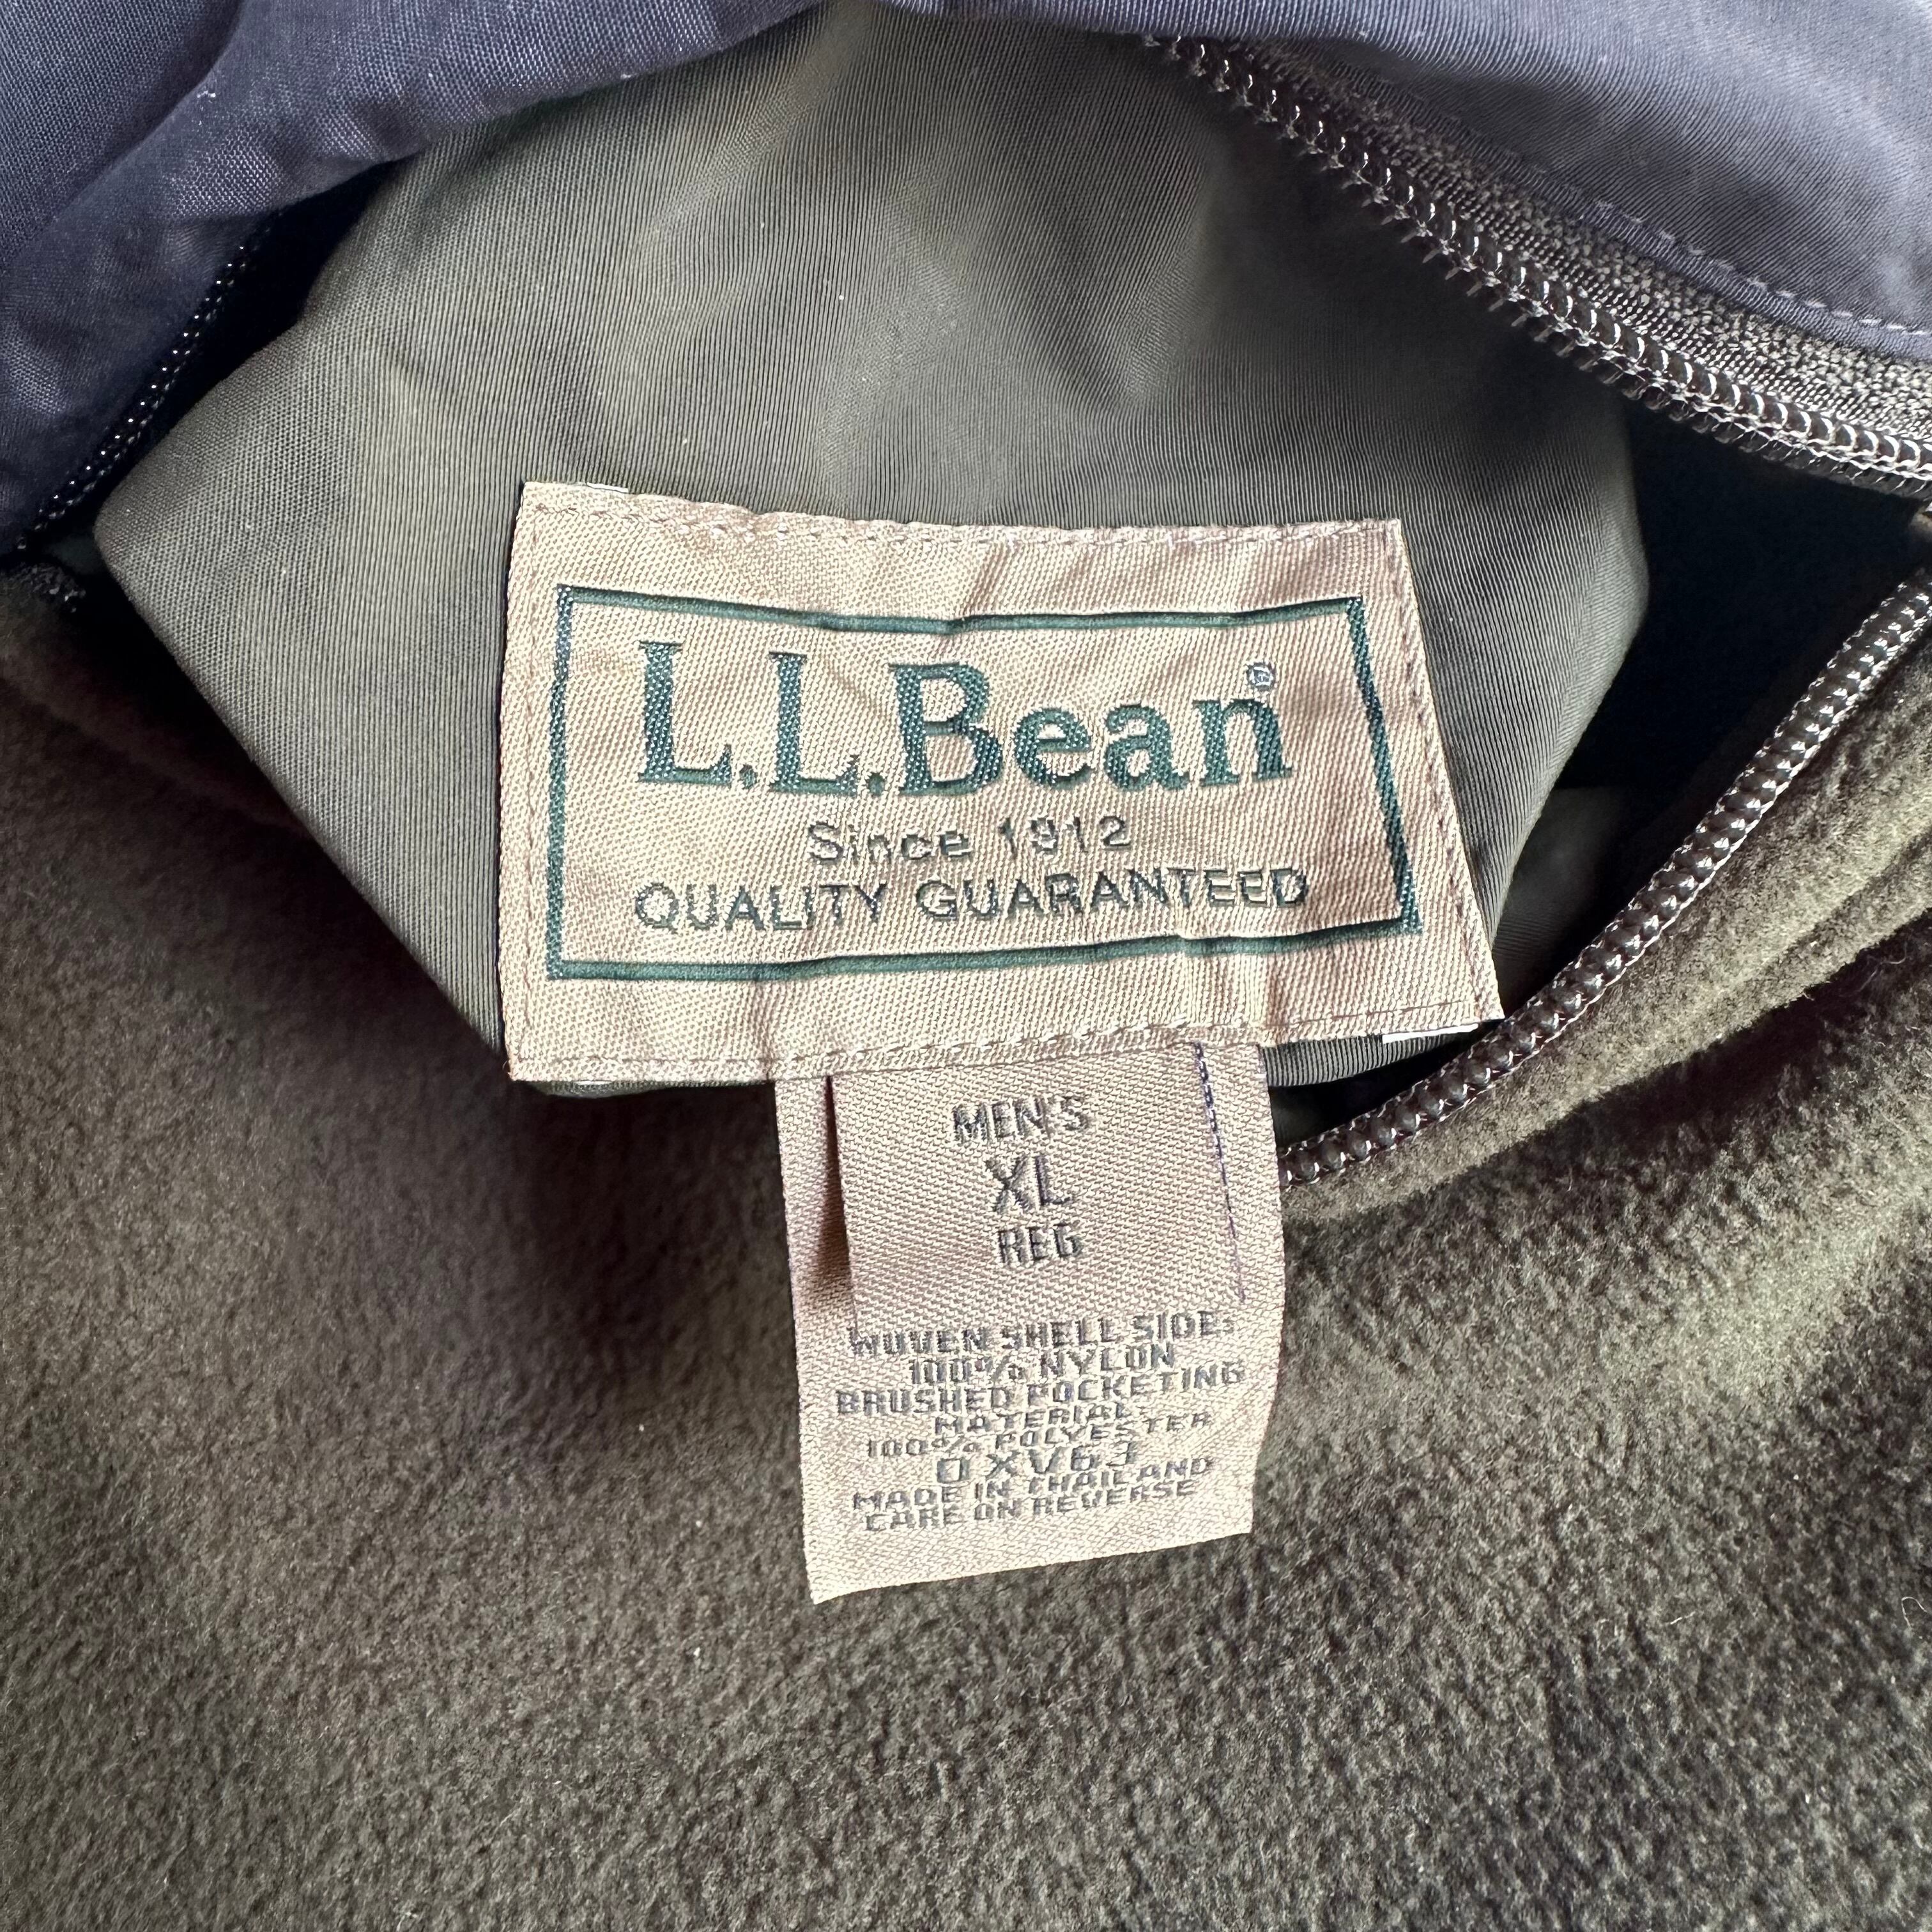 L.L.Bean®
Since 1912
QUALITY GUARANTEED
MEN'S
XL
REG
WOVEN SHELL SIDE:
100% NYLON
BRUSHED POCKETING
MATERIAL:
100% POLYESTER
0XV63
MADE IN THAILAND
CARE ON REVERSE